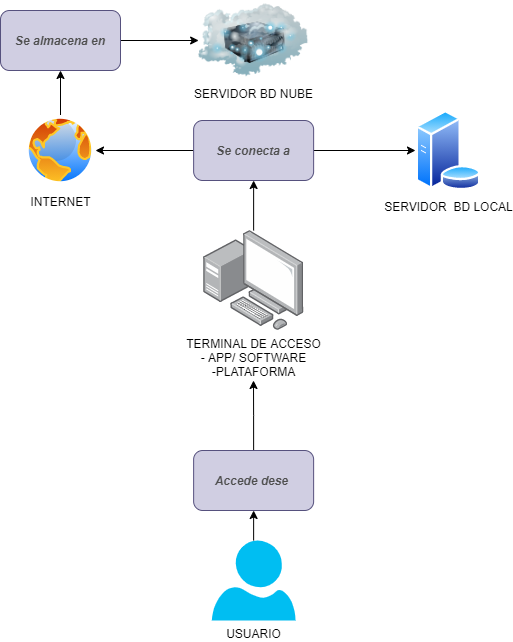 Se almacena en
SERVIDOR BD NUBE
Se conecta a
INTERNET
SERVIDOR BD LOCAL
TERMINAL DE ACCESO
- APP/ SOFTWARE
-PLATAFORMA
Accede dese
USUARIO